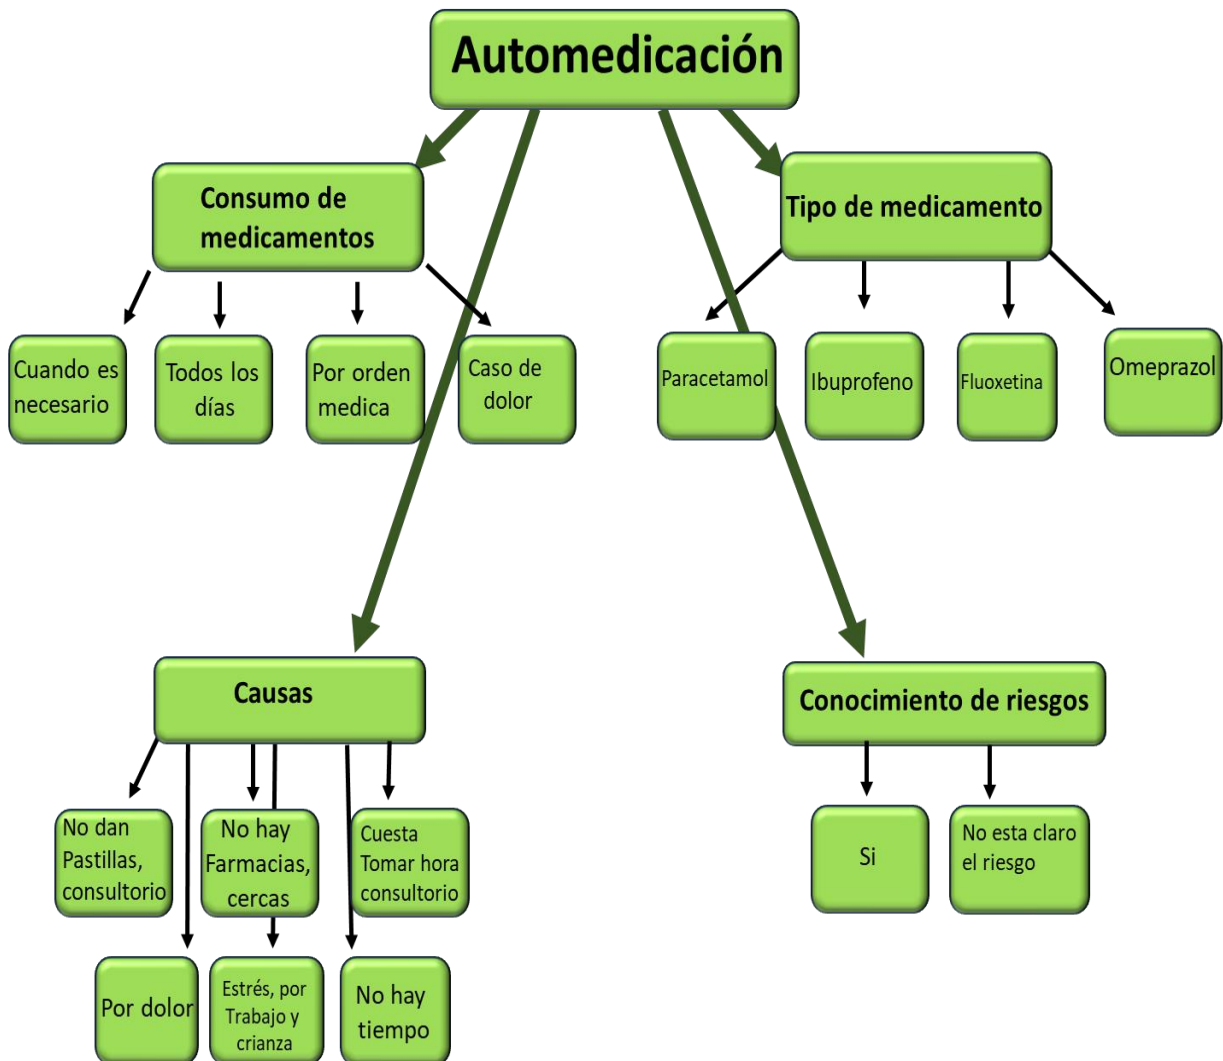 Automedicación
Consumo de
medicamentos
Tipo de medicamento
Cuando es
necesario
Todos los
días
Por orden
medica
Caso de
dolor
Paracetamol
Ibuprofeno
Fluoxetina
Omeprazol
Causas
Conocimiento de riesgos
No dan
Pastillas,
consultorio
No hay
Farmacias,
cercas
Cuesta
Tomar hora
consultorio
Si
No esta claro
el riesgo
Por dolor
Estrés, por
Trabajo y
crianza
No hay
tiempo